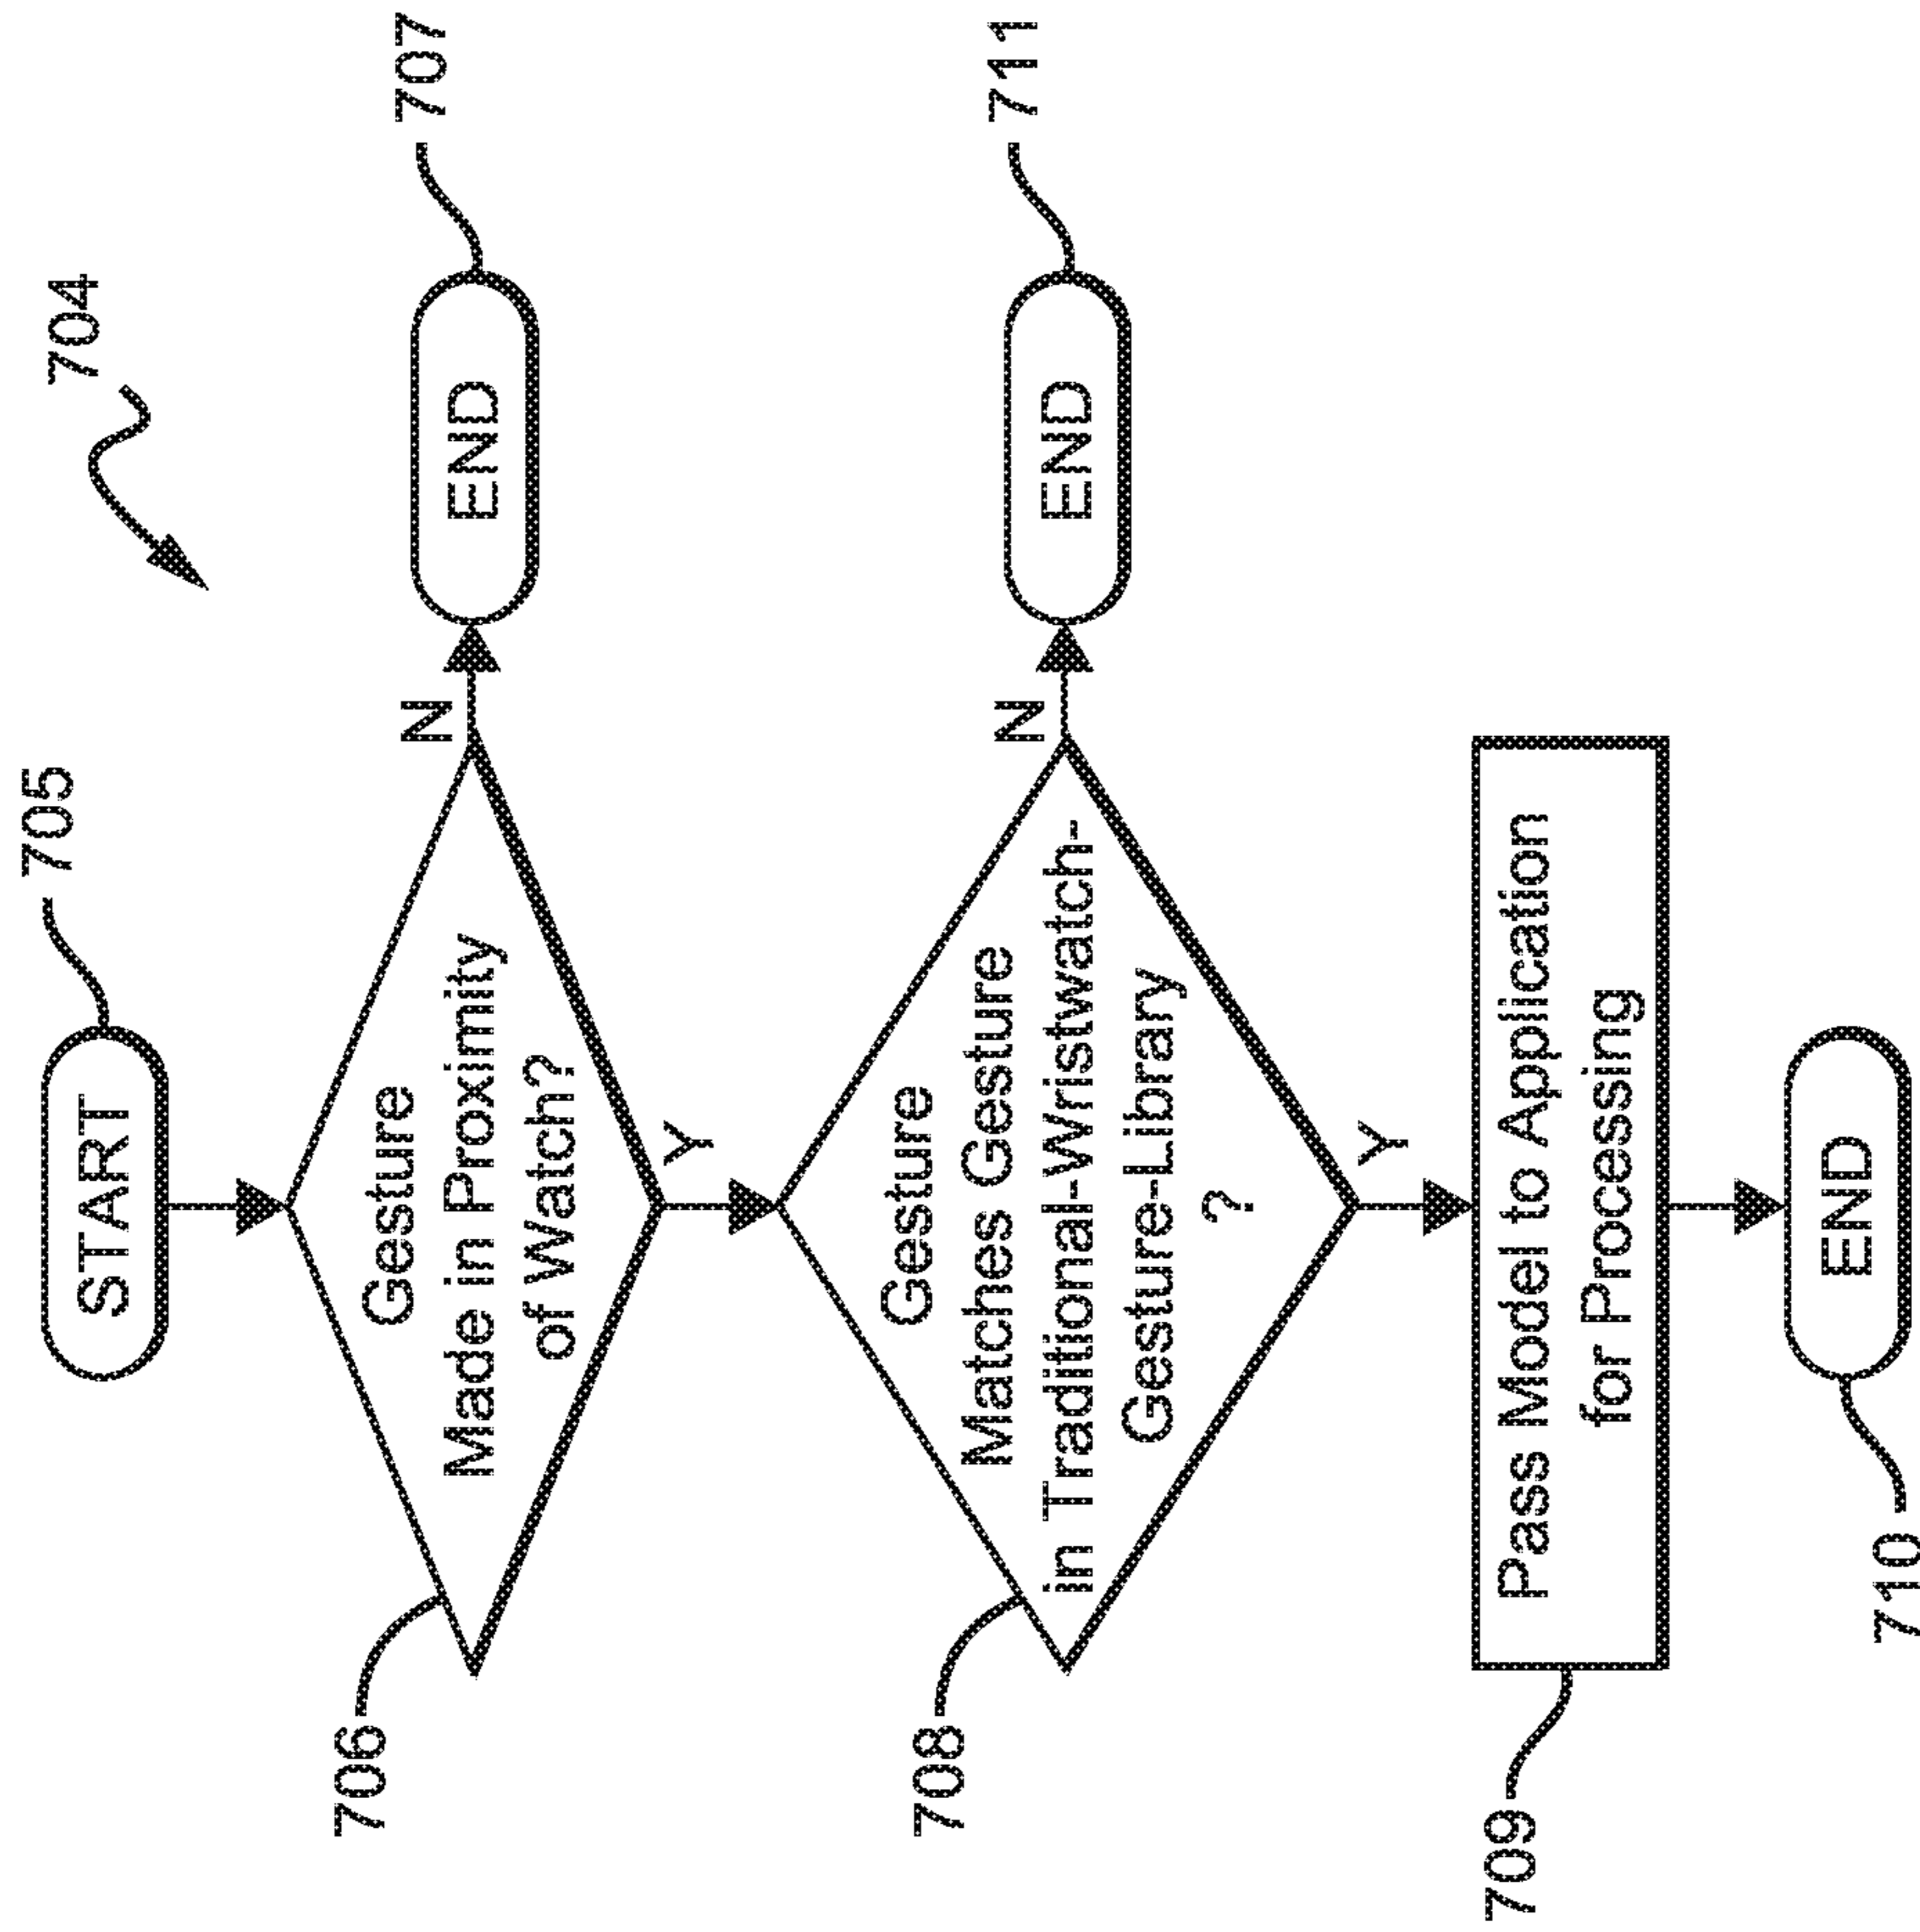 704
705
START
706
Gesture
Made in Proximity
of Watch?
N
END
707
Y
708
Gesture
Matches Gesture
in Traditional-Wristwatch-
Gesture-Library
?
N
END
711
Y
709
Pass Model to Application
for Processing
END
710